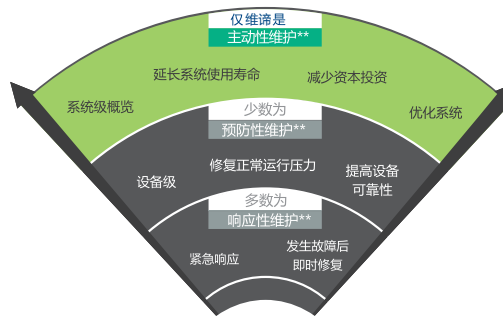 仅维谛是
主动性维护**
延长系统使用寿命
减少资本投资
系统级概览
优化系统
少数为
预防性维护**
修复正常运行压力
设备级
提高设备
可靠性
多数为
响应性维护**
紧急响应
发生故障后
即时修复